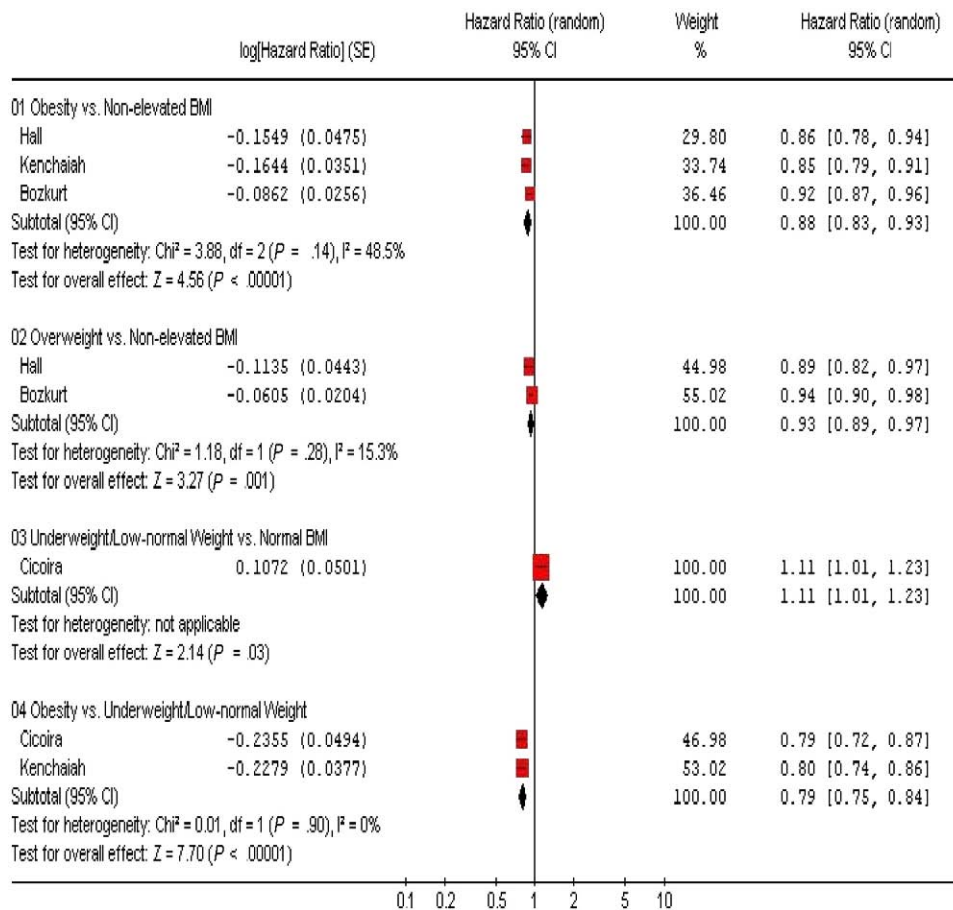 Hazard Ratio (random) Weight Hazard Ratio (random)
log[Hazard Ratio] (SE) 95% CI % 95% CI
01 Obesity vs. Non-elevated BMI
Hall -0.1549 (0.0475) 29.80 0.86 [0.78, 0.94]
Kenchaiah -0.1644 (0.0351) 33.74 0.85 [0.79, 0.91]
Bozkurt -0.0862 (0.0256) 36.46 0.92 [0.87, 0.96]
Subtotal (95% CI) 100.00 0.88 [0.83, 0.93]
Test for heterogeneity: Chi² = 3.88, df = 2 (P = .14), I² = 48.5%
Test for overall effect: Z = 4.56 (P < .00001)
02 Overweight vs. Non-elevated BMI
Hall -0.1135 (0.0443) 44.98 0.89 [0.82, 0.97]
Bozkurt -0.0605 (0.0204) 55.02 0.94 [0.90, 0.98]
Subtotal (95% CI) 100.00 0.93 [0.89, 0.97]
Test for heterogeneity: Chi² = 1.18, df = 1 (P = .28), I² = 15.3%
Test for overall effect: Z = 3.27 (P = .001)
03 Underweight/Low-normal Weight vs. Normal BMI
Cicoira 0.1072 (0.0501) 100.00 1.11 [1.01, 1.23]
Subtotal (95% CI) 100.00 1.11 [1.01, 1.23]
Test for heterogeneity: not applicable
Test for overall effect: Z = 2.14 (P = .03)
04 Obesity vs. Underweight/Low-normal Weight
Cicoira -0.2355 (0.0494) 46.98 0.79 [0.72, 0.87]
Kenchaiah -0.2279 (0.0377) 53.02 0.80 [0.74, 0.86]
Subtotal (95% CI) 100.00 0.79 [0.75, 0.84]
Test for heterogeneity: Chi² = 0.01, df = 1 (P = .90), I² = 0%
Test for overall effect: Z = 7.70 (P < .00001)
0.1 0.2 0.5 1 2 5 10